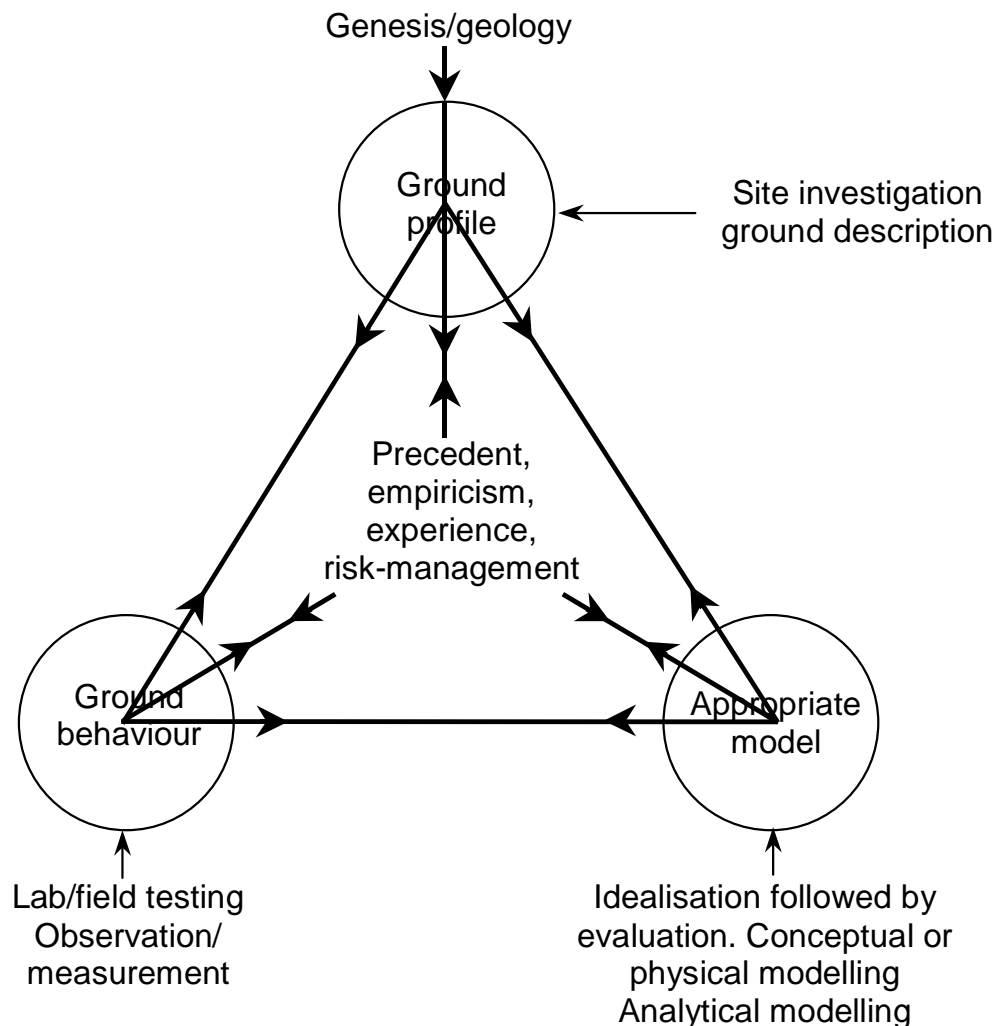 Genesis/geology
Ground
profile
Site investigation
ground description
Precedent,
empiricism,
experience,
risk-management
Ground
behaviour
Appropriate
model
Lab/field testing
Observation/
measurement
Idealisation followed by
evaluation. Conceptual or
physical modelling
Analytical modelling